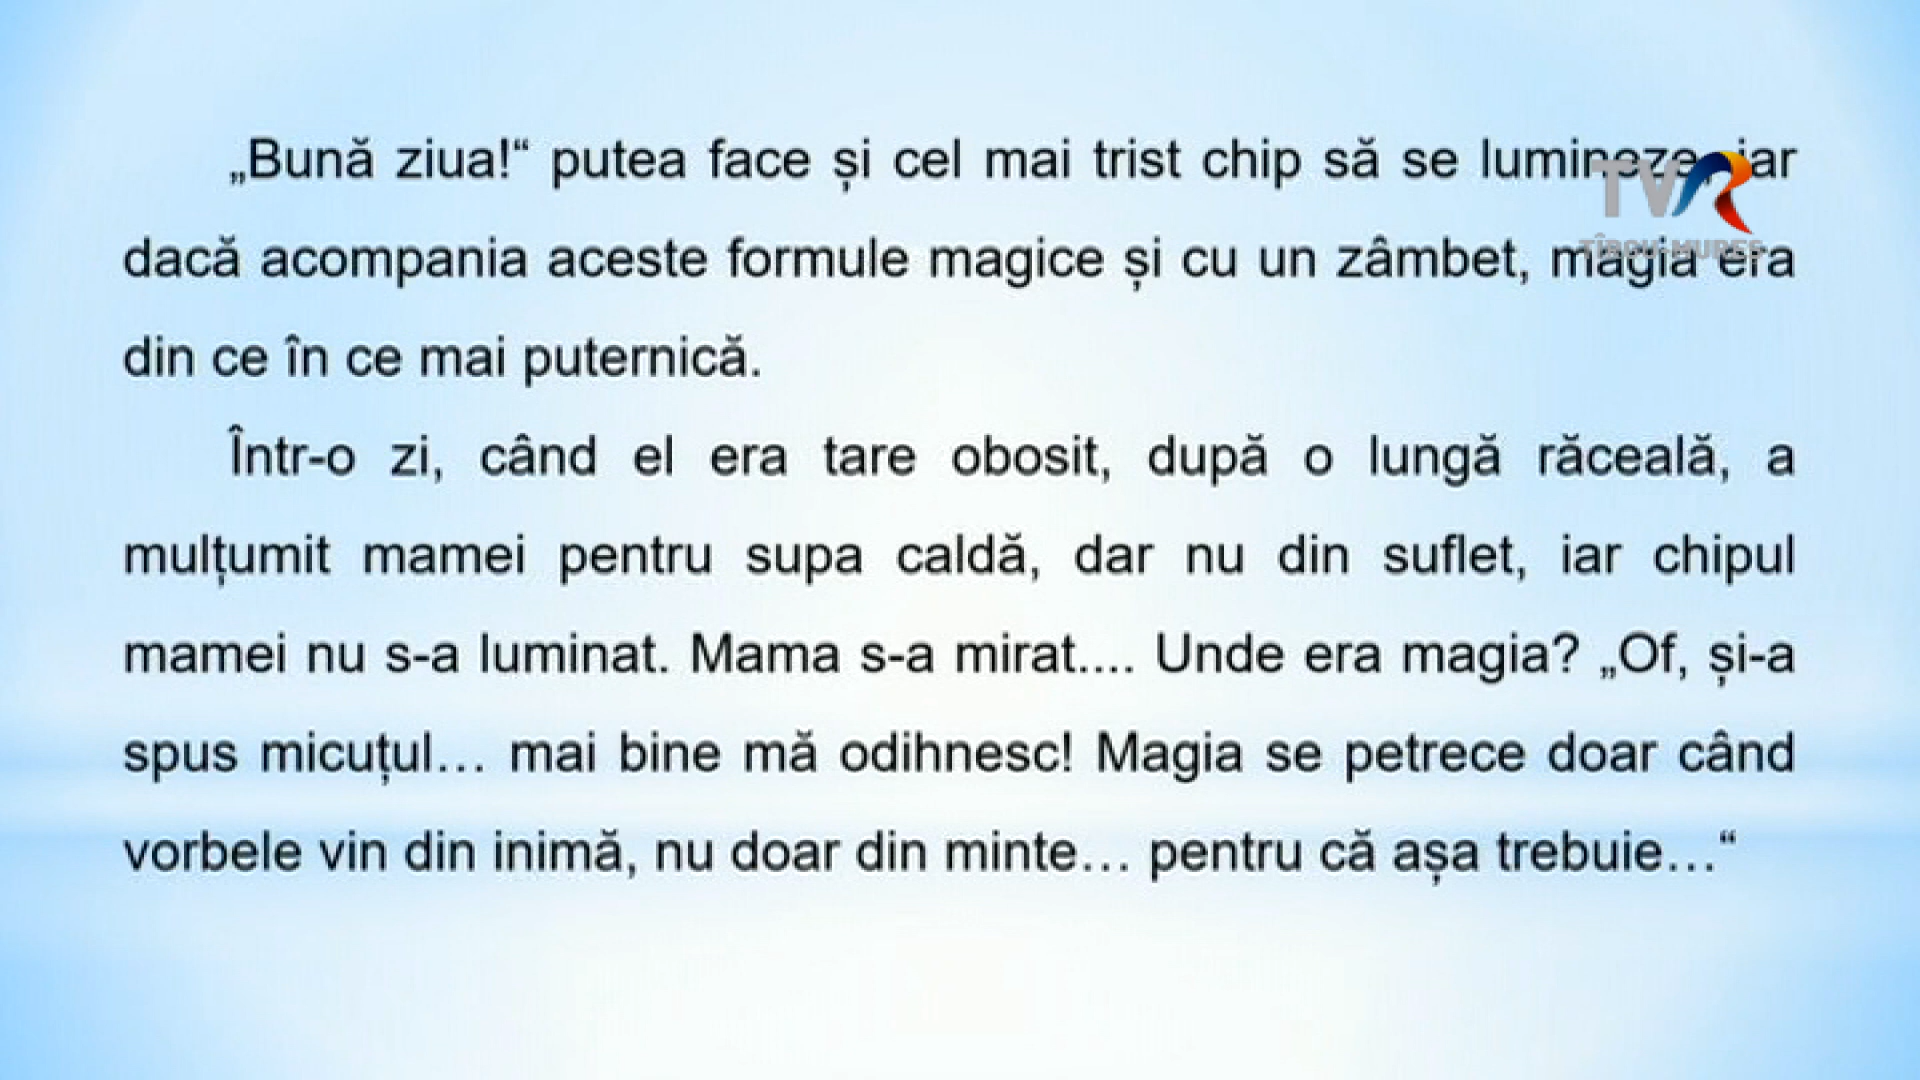 „Bună ziua!“ putea face și cel mai trist chip să se lumineze, iar
dacă acompania aceste formule magice și cu un zâmbet, magia era
din ce în ce mai puternică.
Într-o zi, când el era tare obosit, după o lungă răceală, a
mulțumit mamei pentru supa caldă, dar nu din suflet, iar chipul
mamei nu s-a luminat. Mama s-a mirat.... Unde era magia? „Of, și-a
spus micuțul… mai bine mă odihnesc! Magia se petrece doar când
vorbele vin din inimă, nu doar din minte… pentru că așa trebuie…“
TVR
TÎRGU-MUREȘ